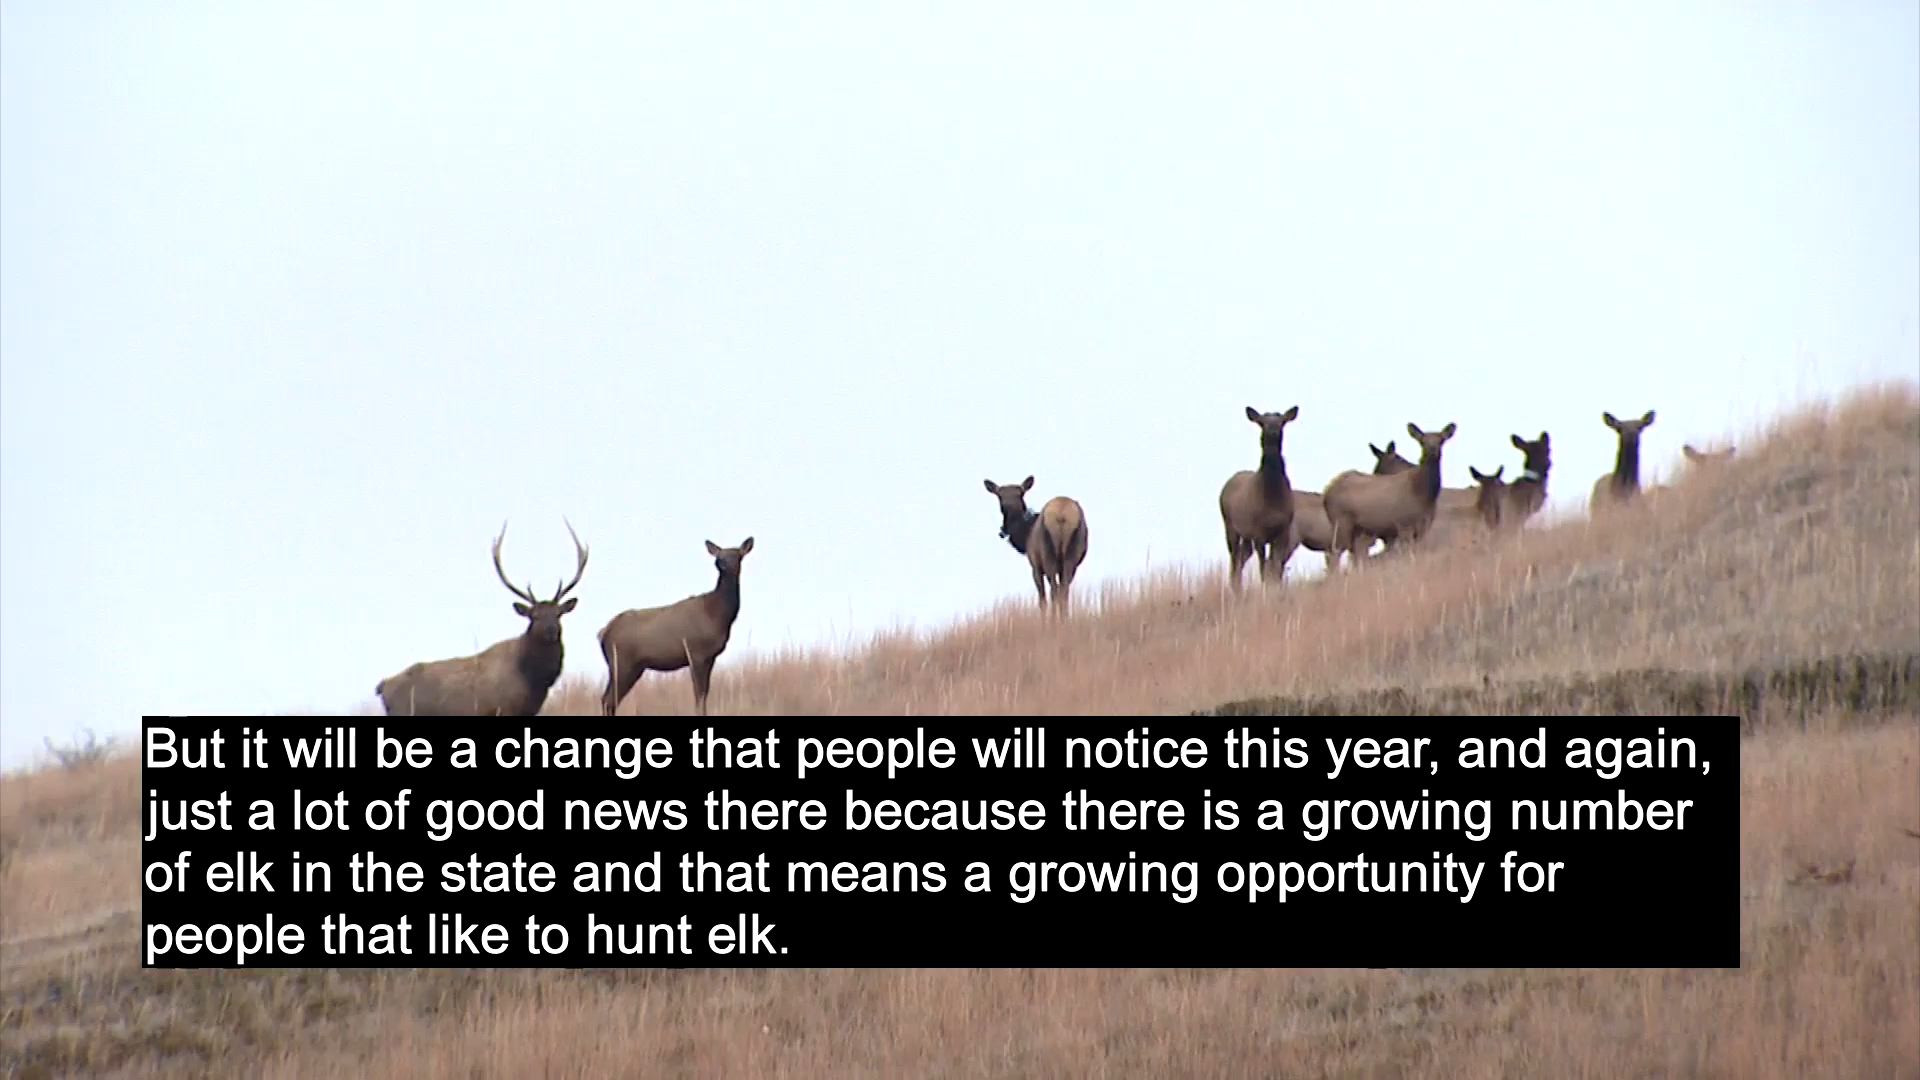 But it will be a change that people will notice this year, and again,
just a lot of good news there because there is a growing number
of elk in the state and that means a growing opportunity for
people that like to hunt elk.